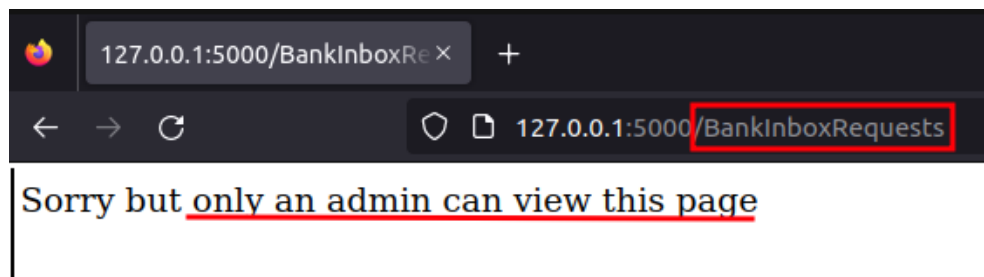 127.0.0.1:5000/BankInboxRe
127.0.0.1:5000/BankInboxRequests
Sorry but only an admin can view this page